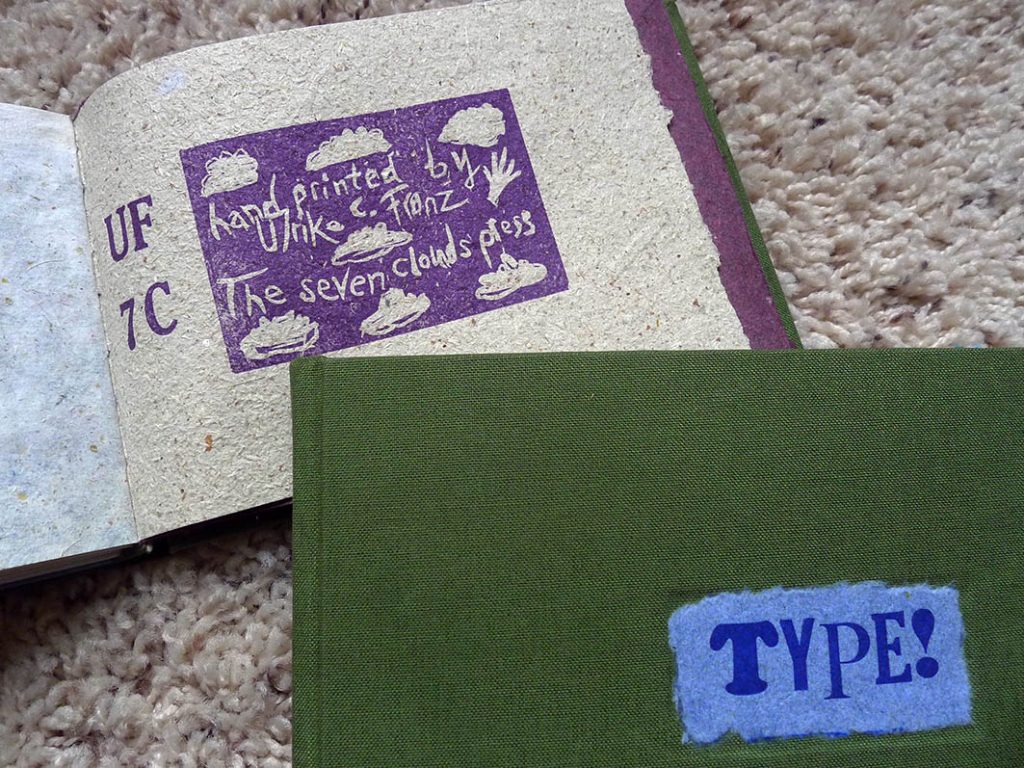 UF
7C
hand printed by
Ulrike C. Franz
The seven clouds press
TYPE!